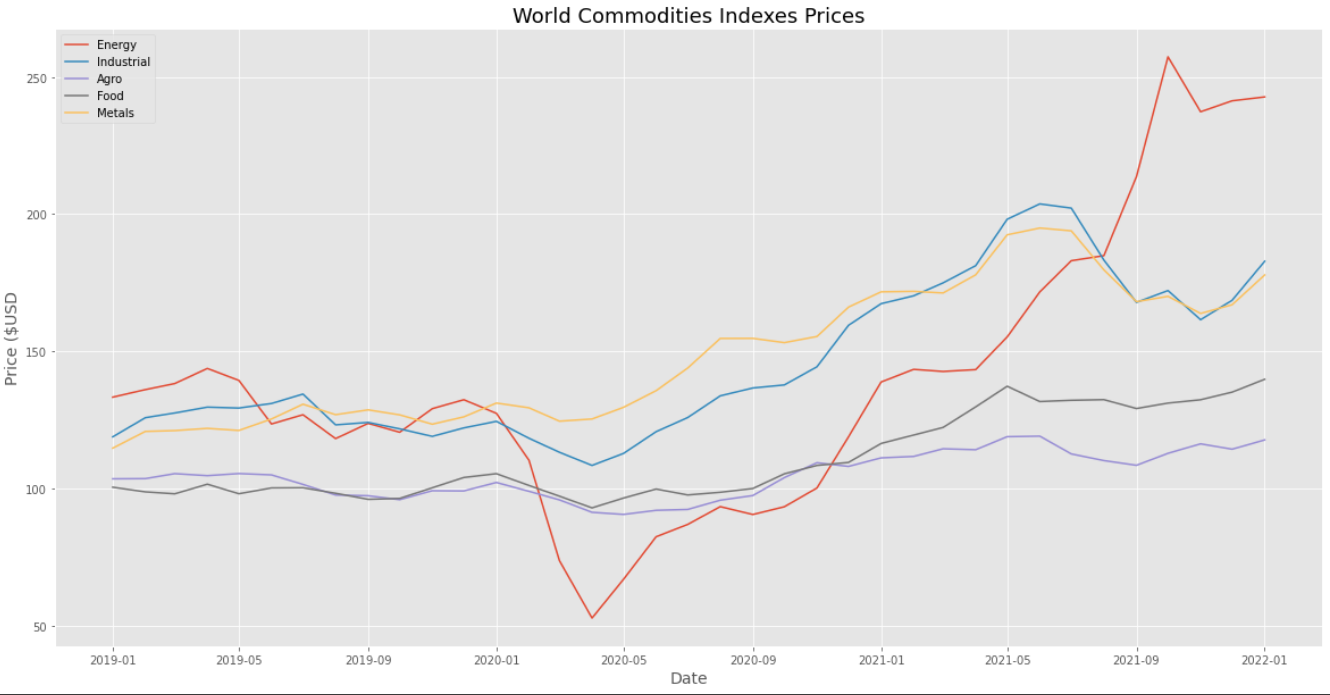 World Commodities Indexes Prices
Energy
Industrial
Agro
Food
Metals
250
200
150
100
50
Price ($USD
2019-01 2019-05 2019-09 2020-01 2020-05 2020-09 2021-01 2021-05 2021-09 2022-01
Date